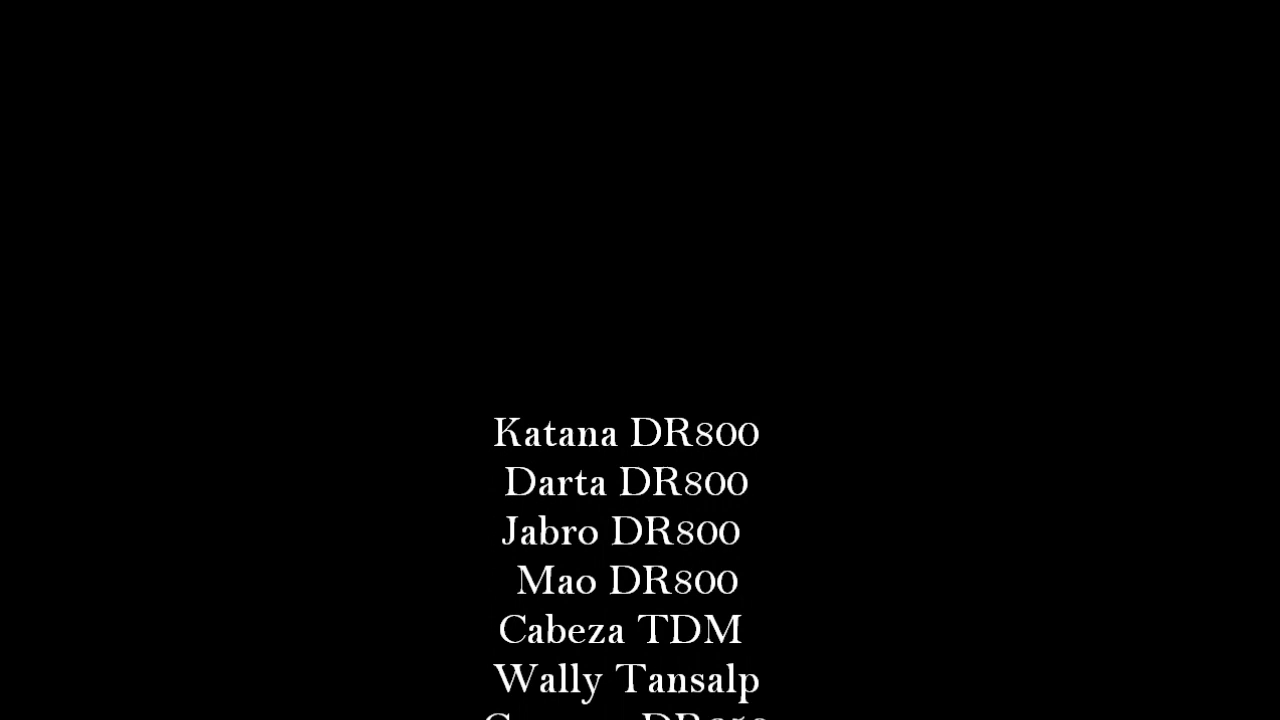 Katana DR800
Darta DR800
Jabro DR800
Mao DR800
Cabeza TDM
Wally Tansalp